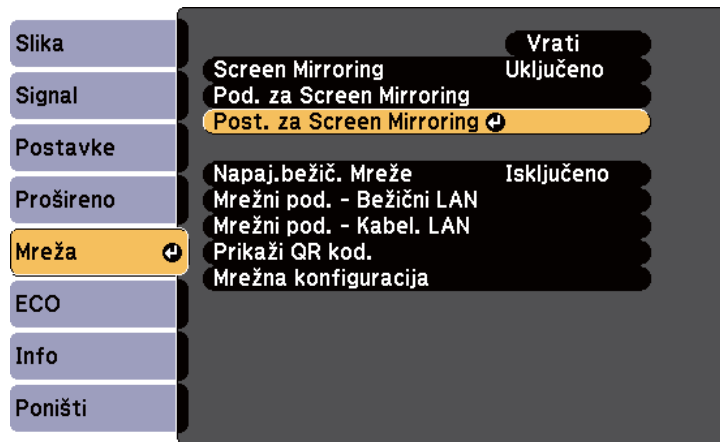 Slika
Signal
Postavke
Prošireno
Mreža
ECO
Info
Poništi
Vrati
Screen Mirroring Uključeno
Pod. za Screen Mirroring
Post. za Screen Mirroring
Napaj.bežič. Mreže Isključeno
Mrežni pod. - Bežični LAN
Mrežni pod. - Kabel. LAN
Prikaži QR kod.
Mrežna konfiguracija